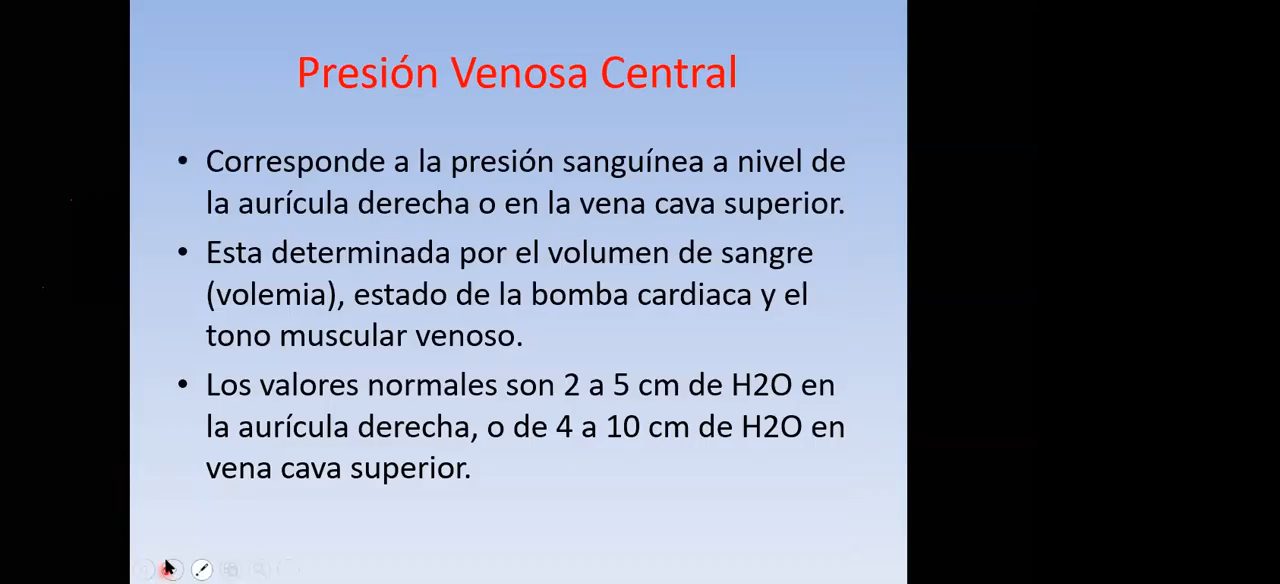 Presión Venosa Central
• Corresponde a la presión sanguínea a nivel de
la aurícula derecha o en la vena cava superior.
• Esta determinada por el volumen de sangre
(volemia), estado de la bomba cardiaca y el
tono muscular venoso.
• Los valores normales son 2 a 5 cm de H2O en
la aurícula derecha, o de 4 a 10 cm de H2O en
vena cava superior.